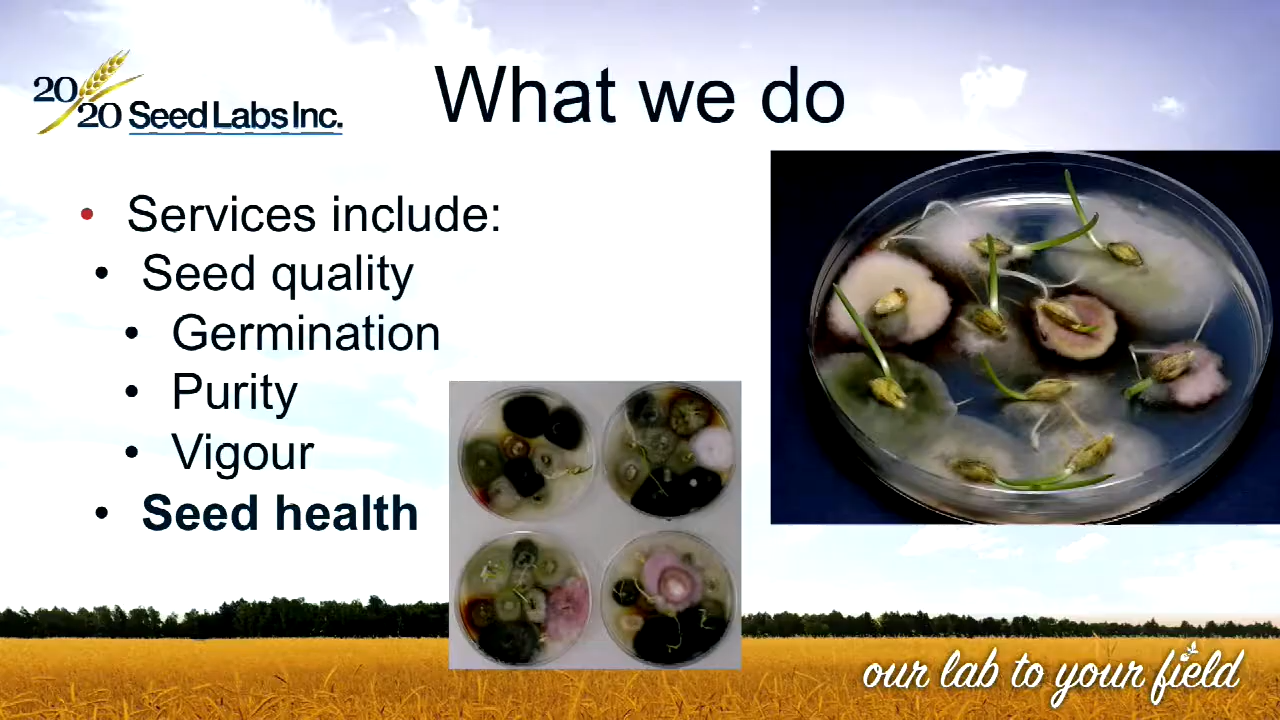 20/20 Seed Labs Inc.
What we do
• Services include:
• Seed quality
• Germination
• Purity
• Vigour
• Seed health
our lab to your field